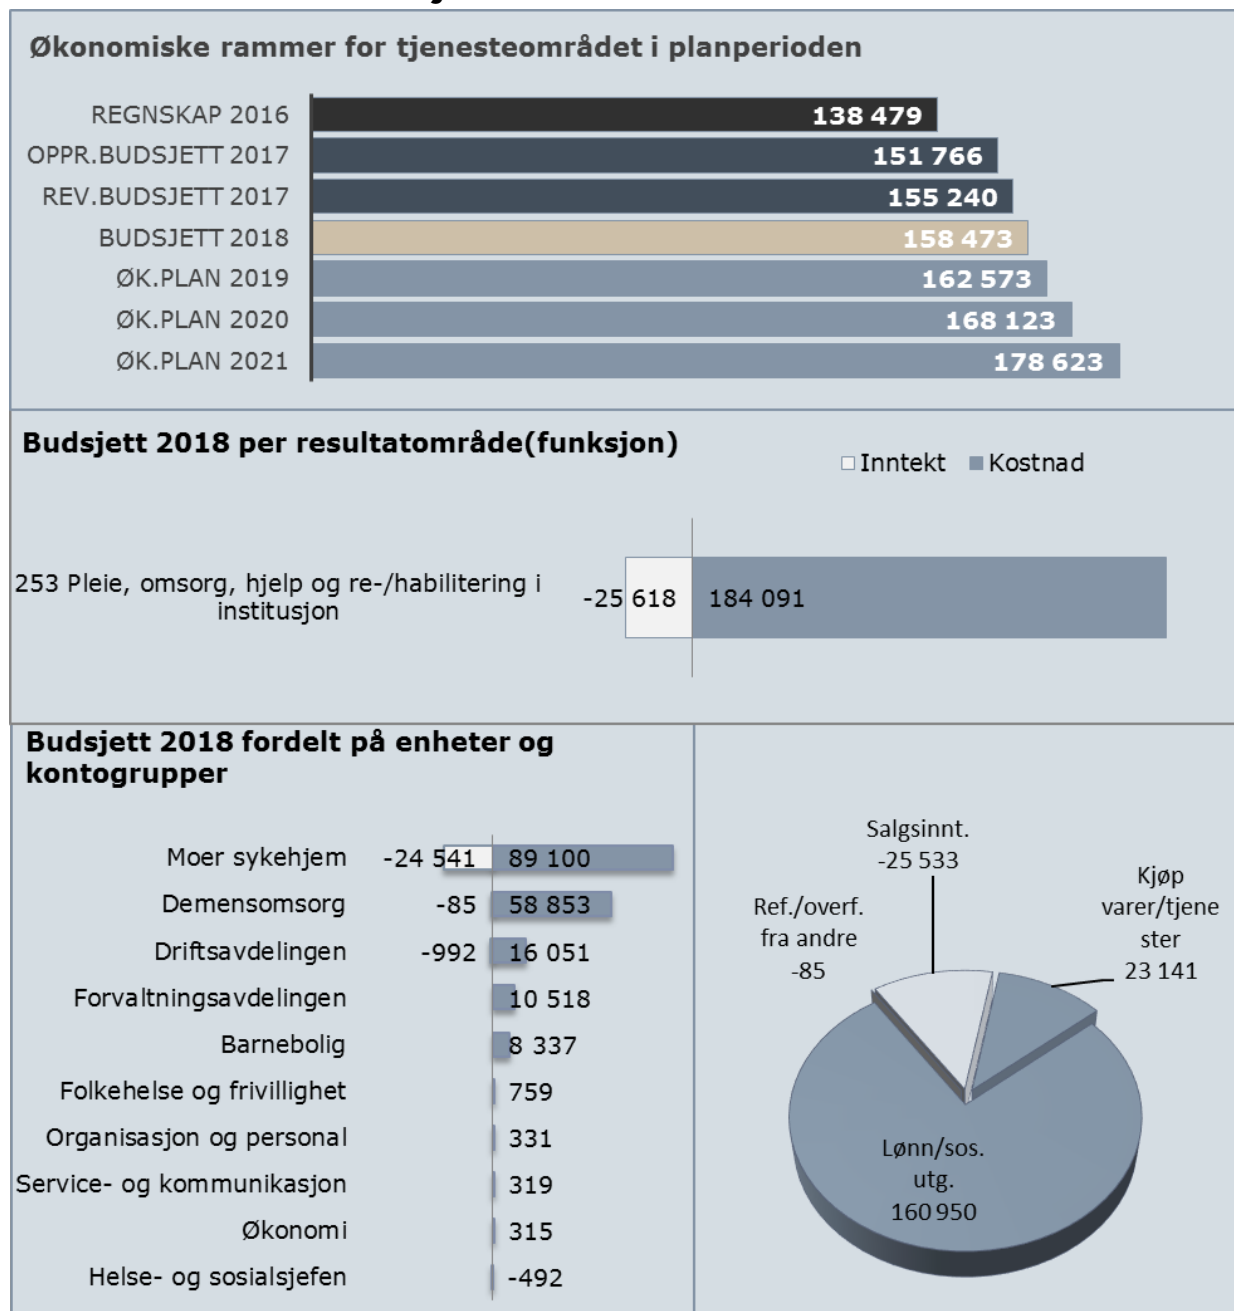 Økonomiske rammer for tjenesteområdet i planperioden
REGNSKAP 2016 138 479
OPPR.BUDSJETT 2017 151 766
REV.BUDSJETT 2017 155 240
BUDSJETT 2018 158 473
ØK.PLAN 2019 162 573
ØK.PLAN 2020 168 123
ØK.PLAN 2021 178 623
Budsjett 2018 per resultatområde(funksjon)
Inntekt Kostnad
253 Pleie, omsorg, hjelp og re-/habilitering i
institusjon
-25 618 184 091
Budsjett 2018 fordelt på enheter og
kontogrupper
Moer sykehjem -24 541 89 100
Demensomsorg -85 58 853
Driftsavdelingen -992 16 051
Forvaltningsavdelingen 10 518
Barnebolig 8 337
Folkehelse og frivillighet 759
Organisasjon og personal 331
Service- og kommunikasjon 319
Økonomi 315
Helse- og sosialsjefen -492
Salgsinnt.
-25 533
Kjøp
varer/tjene
ster
23 141
Ref./overf.
fra andre
-85
Lønn/sos.
utg.
160 950